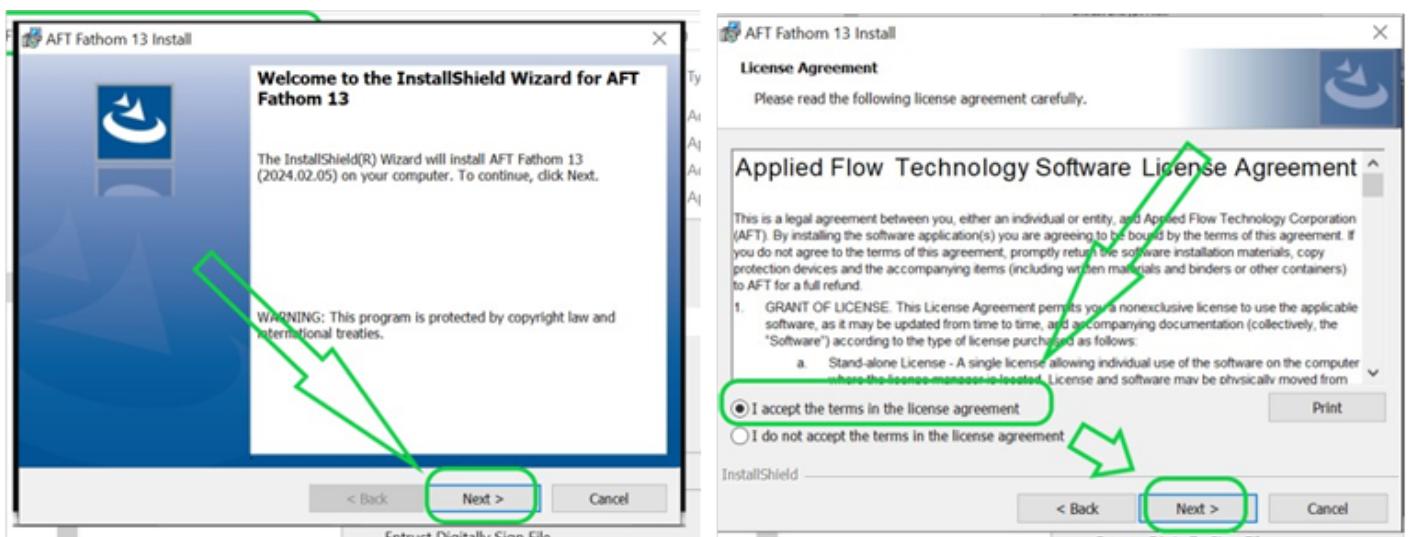 AFT Fathom 13 Install
Welcome to the InstallShield Wizard for AFT
Fathom 13
The InstallShield(R) Wizard will install AFT Fathom 13
(2024.02.05) on your computer. To continue, click Next.
WARNING: This program is protected by copyright law and
international treaties.
< Back
Next >
Cancel
Entrust Digitally Sign File
AFT Fathom 13 Install
License Agreement
Please read the following license agreement carefully.
Applied Flow Technology Software License Agreement
This is a legal agreement between you, either an individual or entity, and Applied Flow Technology Corporation
(AFT). By installing the software application(s) you are agreeing to be bound by the terms of this agreement. If
you do not agree to the terms of this agreement, promptly return the software installation materials, copy
protection devices and the accompanying items (including written materials and binders or other containers)
to AFT for a full refund.
1. GRANT OF LICENSE. This License Agreement permits you a nonexclusive license to use the applicable
software, as it may be updated from time to time, and accompanying documentation (collectively, the
"Software") according to the type of license purchased as follows:
a. Stand-alone License - A single license allowing individual use of the software on the computer
where the license manager is located. License and software may be physically moved from
I accept the terms in the license agreement
Print
I do not accept the terms in the license agreement
InstallShield
< Back
Next >
Cancel